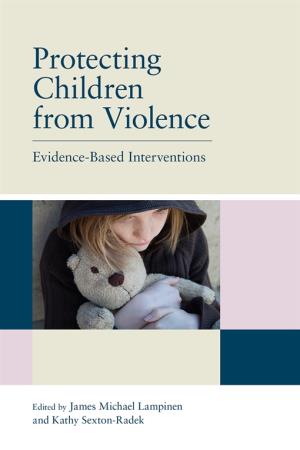 Protecting
Children
from Violence
Evidence-Based Interventions
Edited by James Michael Lampinen
and Kathy Sexton-Radek